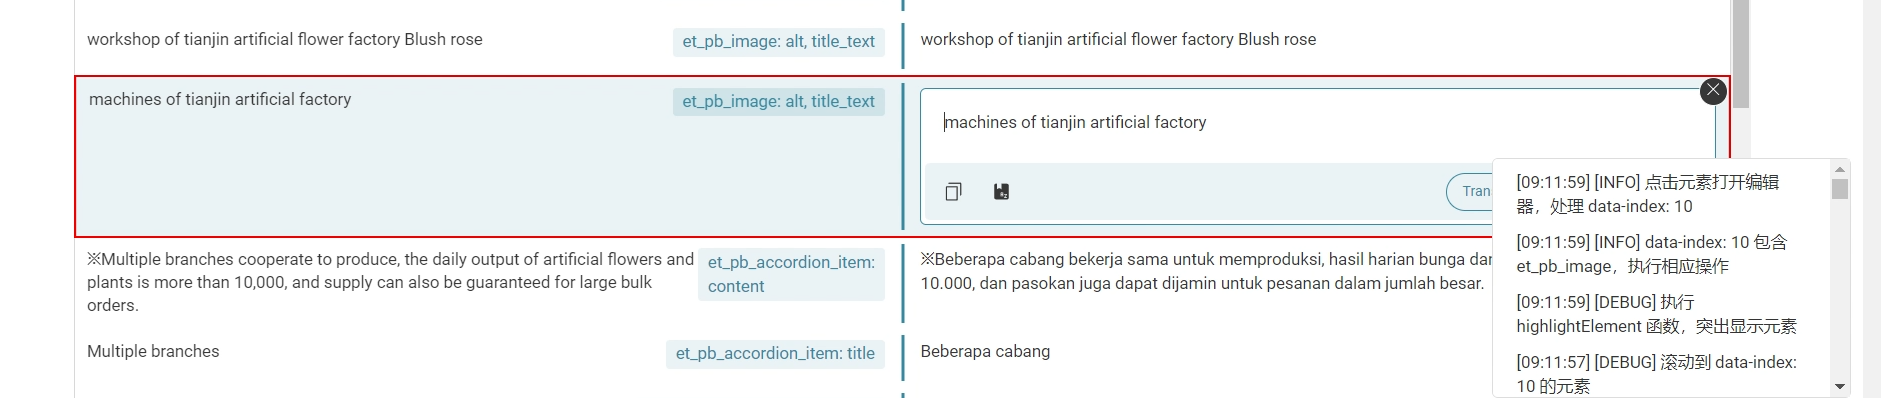 workshop of tianjin artificial flower factory Blush rose
et_pb_image: alt, title_text
workshop of tianjin artificial flower factory Blush rose
machines of tianjin artificial factory
et_pb_image: alt, title_text
machines of tianjin artificial factory
Tran
※Multiple branches cooperate to produce, the daily output of artificial flowers and
plants is more than 10,000, and supply can also be guaranteed for large bulk
orders.
et_pb_accordion_item:
content
※Beberapa cabang bekerja sama untuk memproduksi, hasil harian bunga dan
10.000, dan pasokan juga dapat dijamin untuk pesanan dalam jumlah besar.
Multiple branches
et_pb_accordion_item: title
Beberapa cabang
[09:11:59] [INFO] 点击元素打开编辑
器，处理 data-index: 10
[09:11:59] [INFO] data-index: 10 包含
et_pb_image，执行相应操作
[09:11:59] [DEBUG] 执行
highlightElement 函数，突出显示元素
[09:11:57] [DEBUG] 滚动到 data-index:
10 的元素